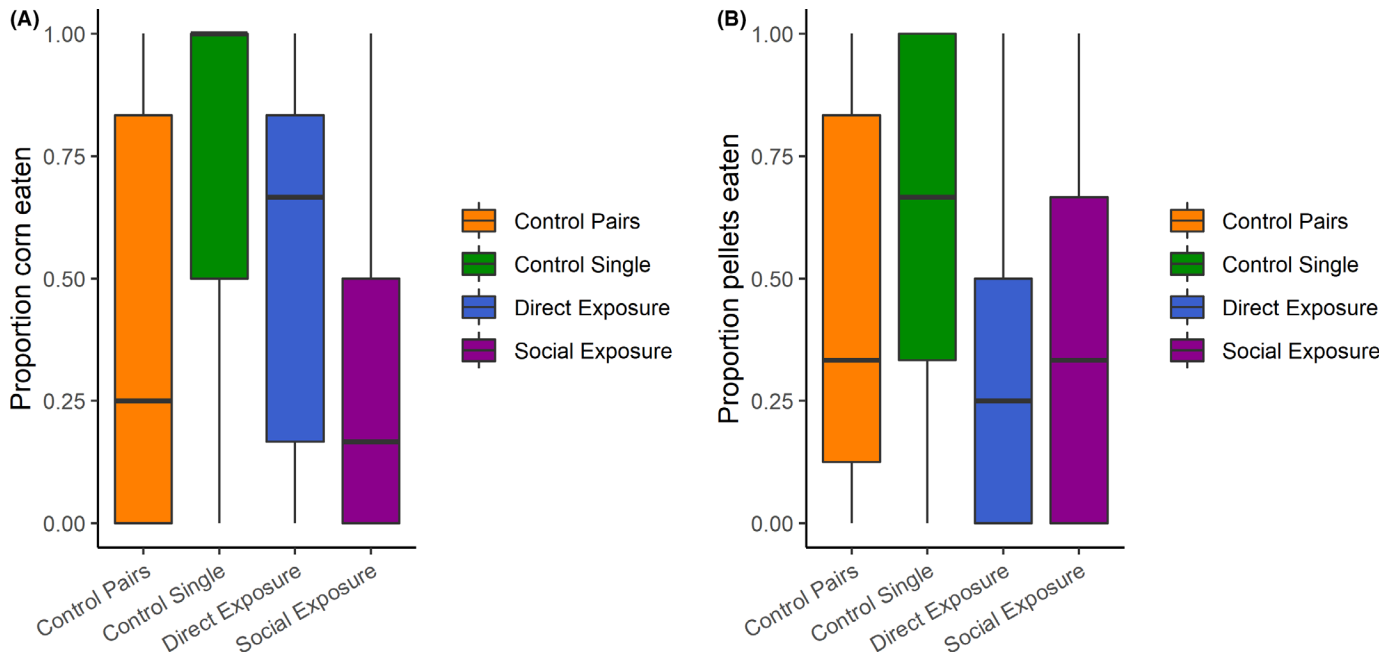 (A)
Proportion corn eaten
1.00
0.75
0.50
0.25
0.00
Control Pairs
Control Single
Direct Exposure
Social Exposure
Control Pairs
Control Single
Direct Exposure
Social Exposure
(B)
Proportion pellets eaten
1.00
0.75
0.50
0.25
0.00
Control Pairs
Control Single
Direct Exposure
Social Exposure
Control Pairs
Control Single
Direct Exposure
Social Exposure